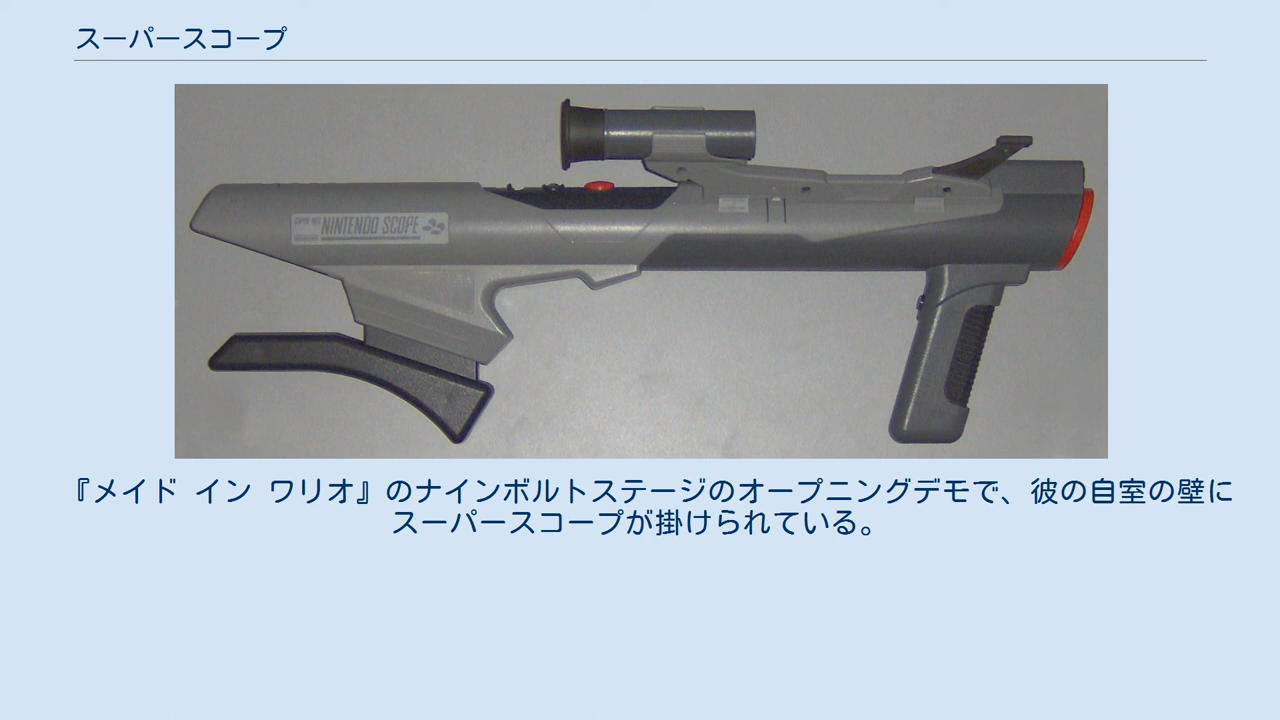 スーパースコープ
NINTENDO SCOPE
『メイド イン ワリオ』のナインボルトステージのオープニングデモで、彼の自室の壁に
スーパースコープが掛けられている。